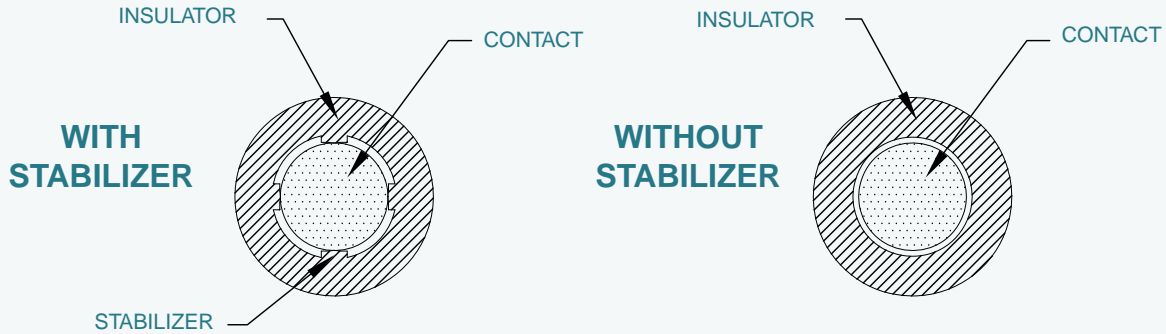 INSULATOR
CONTACT
WITH
STABILIZER
STABILIZER
INSULATOR
CONTACT
WITHOUT
STABILIZER